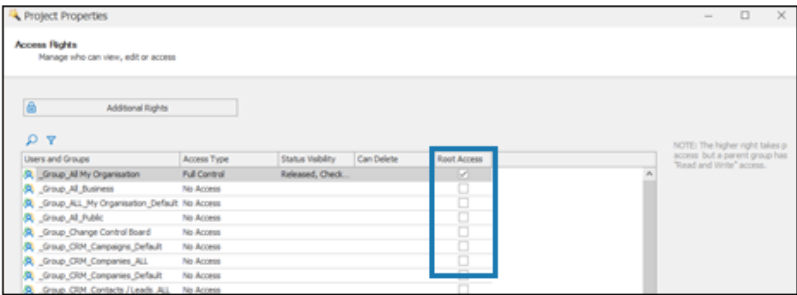 Project Properties
Access Rights
Manage who can view, edit or access
Additional Rights
Users and Groups Access Type Status Visibility Can Delete Root Access
_Group_All My Organisation Full Control Released, Check...
_Group_All_Business No Access
_Group_ALL_My Organisation_Default No Access
_Group_All_Public No Access
_Group_Change Control Board No Access
_Group_CRM_Campaigns_Default No Access
_Group_CRM_Companies_ALL No Access
_Group_CRM_Companies_Default No Access
_Group_CRM_Contacts / Leads_ALL No Access
NOTE: The higher right takes p
access but a parent group has
"Read and Write" access.